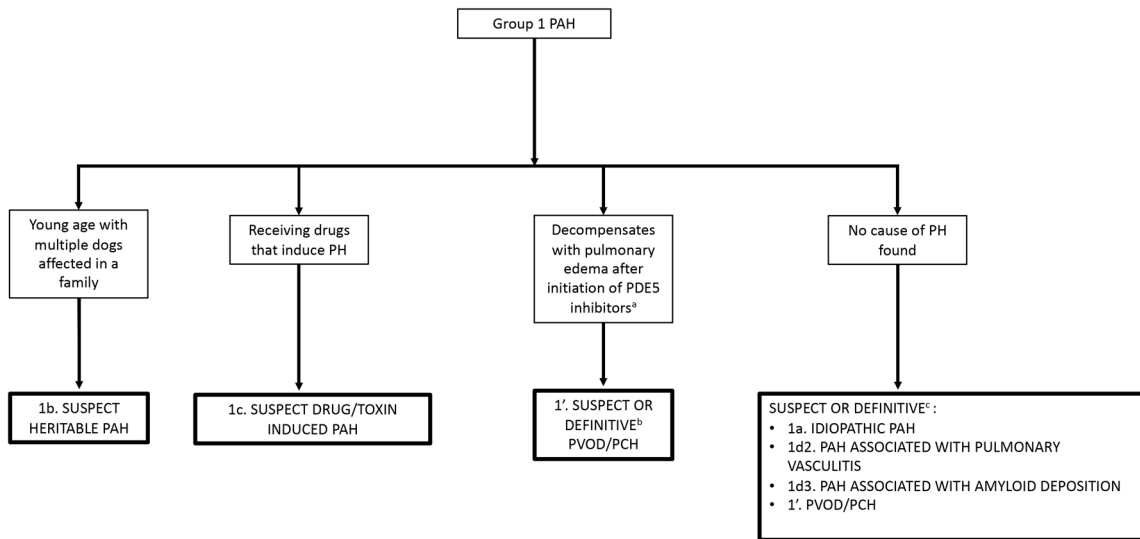 Group 1 PAH
Young age with
multiple dogs
affected in a
family
Receiving drugs
that induce PH
Decompensates
with pulmonary
edema after
initiation of PDE5
inhibitorsᵃ
No cause of PH
found
1b. SUSPECT
HERITABLE PAH
1c. SUSPECT DRUG/TOXIN
INDUCED PAH
1’. SUSPECT OR
DEFINITIVEᵇ
PVOD/PCH
SUSPECT OR DEFINITIVEᶜ :
• 1a. IDIOPATHIC PAH
• 1d2. PAH ASSOCIATED WITH PULMONARY
VASCULITIS
• 1d3. PAH ASSOCIATED WITH AMYLOID DEPOSITION
• 1’. PVOD/PCH